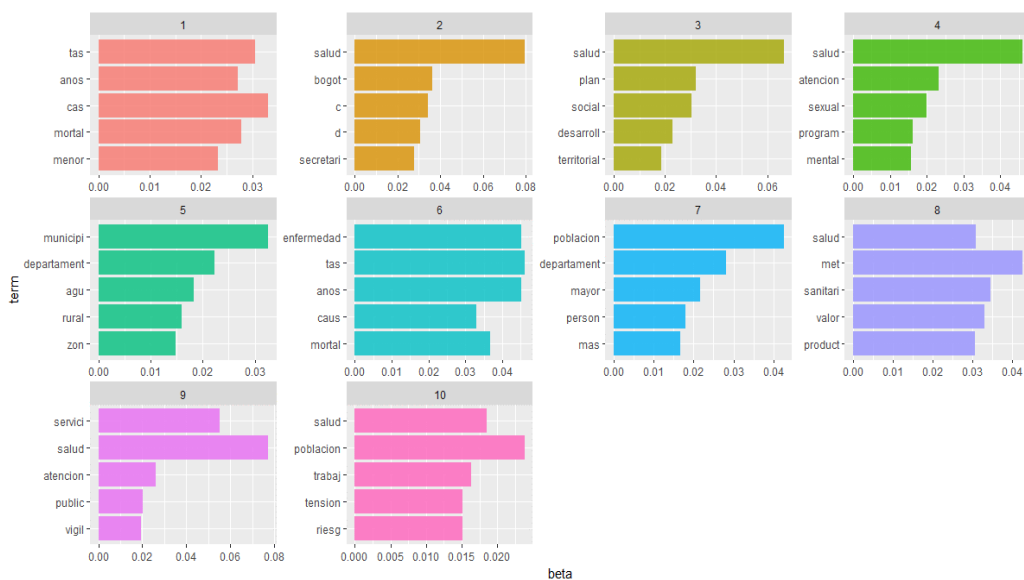 1
tas
anos
cas
mortal
menor
0.00 0.01 0.02 0.03
2
salud
bogot
c
d
secretari
0.00 0.02 0.04 0.06 0.08
3
salud
plan
social
desarroll
territorial
0.00 0.02 0.04 0.06
4
salud
atencion
sexual
program
mental
0.00 0.01 0.02 0.03 0.04
5
municipi
departament
agu
rural
zon
0.00 0.01 0.02 0.03
6
enfermedad
tas
anos
caus
mortal
0.00 0.01 0.02 0.03 0.04
7
poblacion
departament
mayor
person
mas
0.00 0.01 0.02 0.03 0.04
8
salud
met
sanitari
valor
product
0.00 0.01 0.02 0.03 0.04
9
servici
salud
atencion
public
vigil
0.00 0.02 0.04 0.06 0.08
10
salud
poblacion
trabaj
tension
riesg
0.000 0.005 0.010 0.015 0.020
term
beta